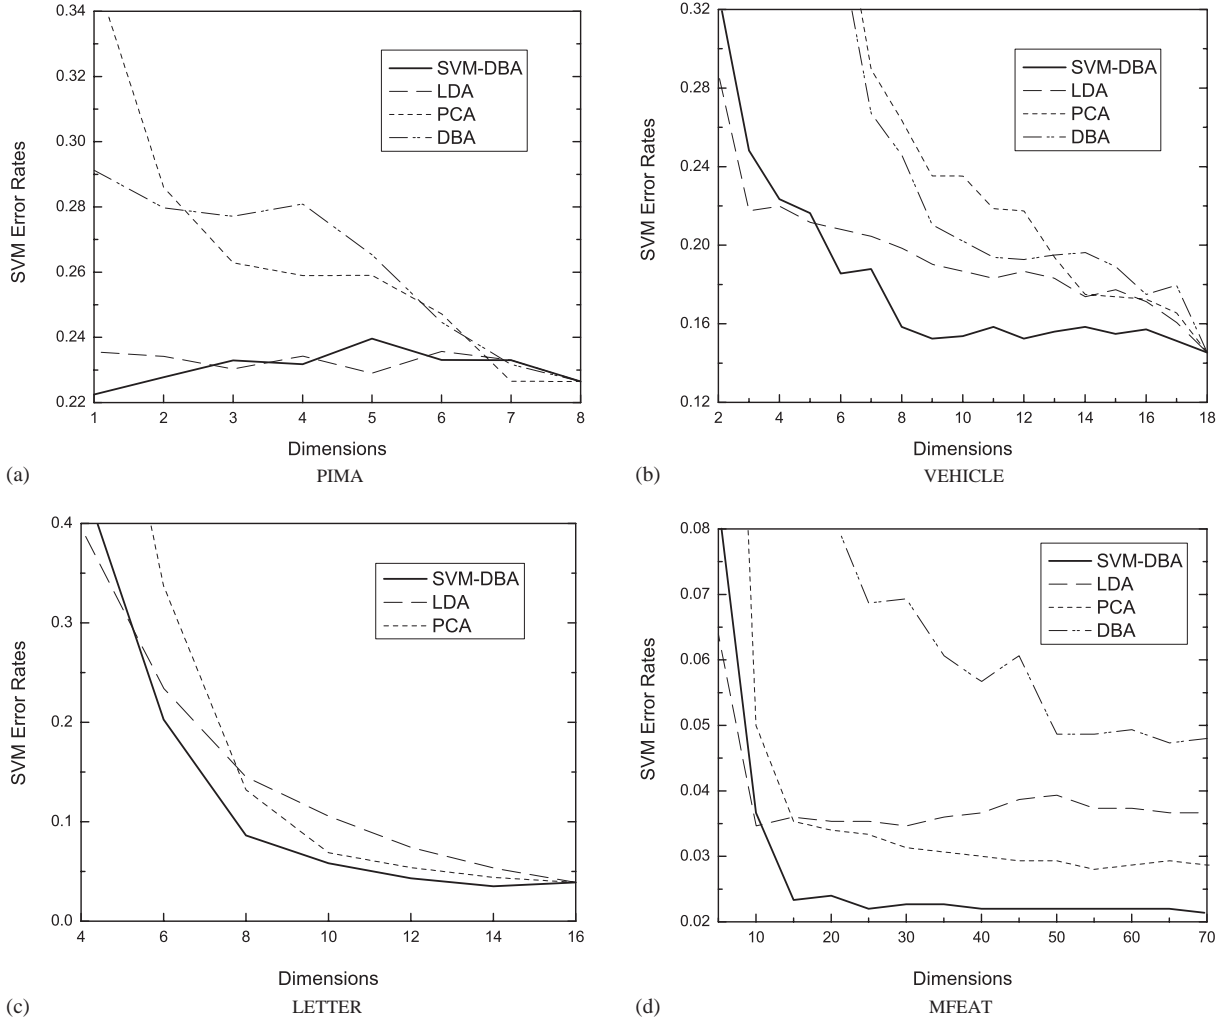 0.34
0.32
0.30
0.28
0.26
0.24
0.22
SVM Error Rates
SVM-DBA
LDA
PCA
DBA
1 2 3 4 5 6 7 8
Dimensions
(a) PIMA
0.32
0.28
0.24
0.20
0.16
0.12
SVM Error Rates
SVM-DBA
LDA
PCA
DBA
2 4 6 8 10 12 14 16 18
Dimensions
(b) VEHICLE
0.4
0.3
0.2
0.1
0.0
SVM Error Rates
SVM-DBA
LDA
PCA
4 6 8 10 12 14 16
Dimensions
(c) LETTER
0.08
0.07
0.06
0.05
0.04
0.03
0.02
SVM Error Rates
SVM-DBA
LDA
PCA
DBA
10 20 30 40 50 60 70
Dimensions
(d) MFEAT